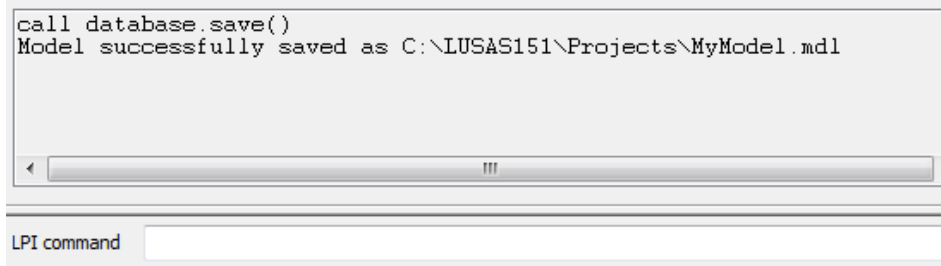 call database.save()
Model successfully saved as C:\LUSAS151\Projects\MyModel.mdl
LPI command